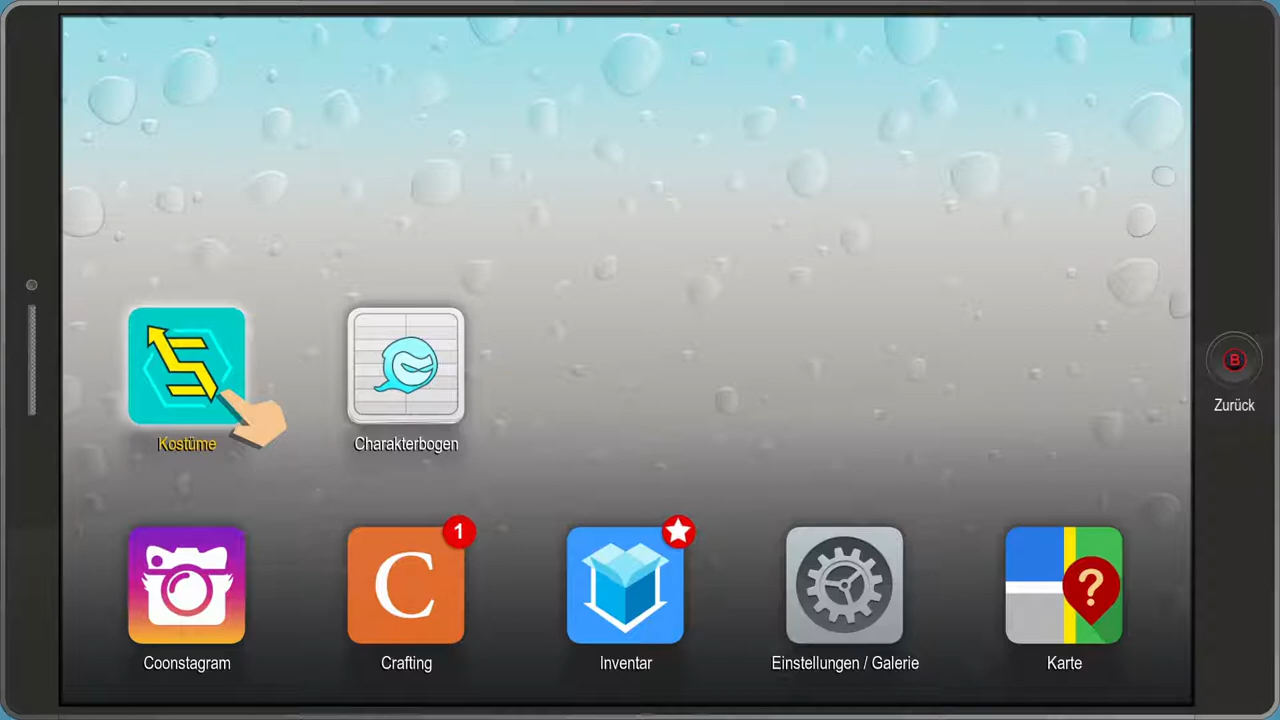 B
Zurück
Kostüme
Charakterbogen
1
C
?
Coonstagram
Crafting
Inventar
Einstellungen / Galerie
Karte